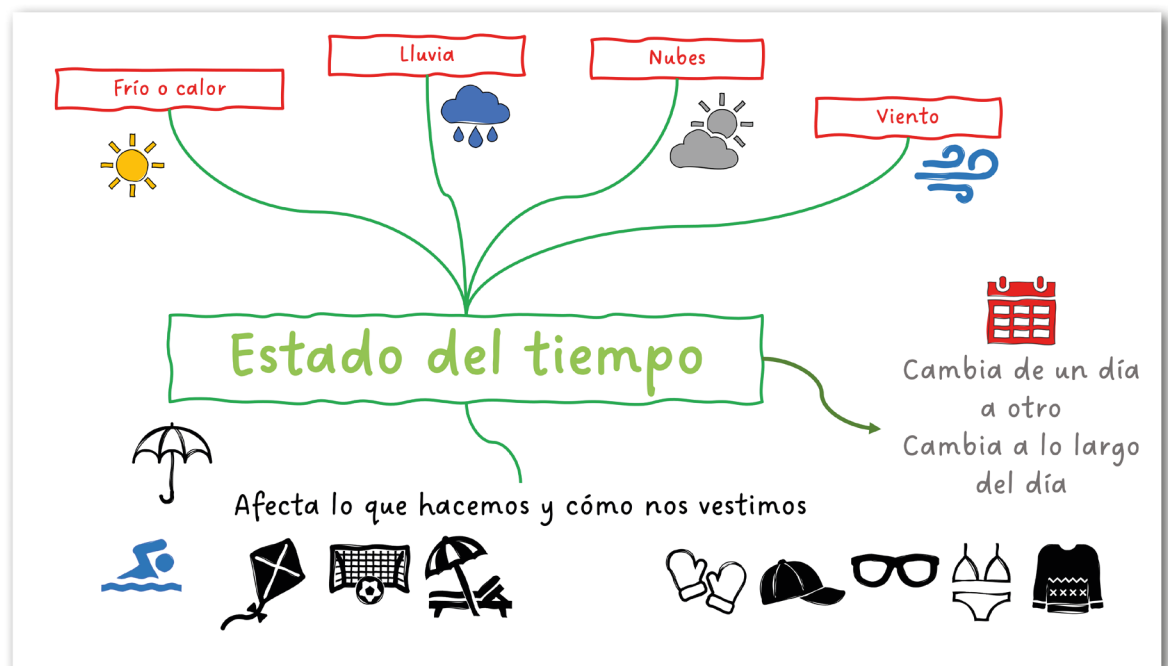 Frío o calor
Lluvia
Nubes
Viento
Estado del tiempo
Cambia de un día
a otro
Cambia a lo largo
del día
Afecta lo que hacemos y cómo nos vestimos